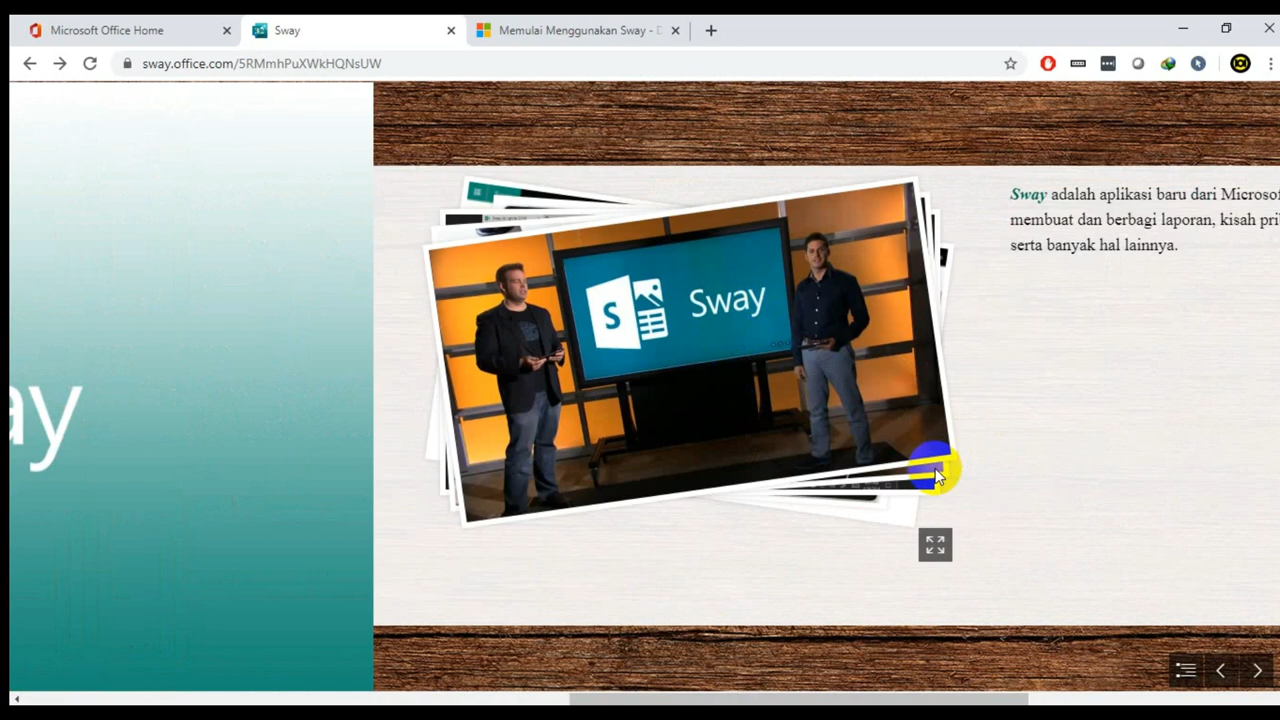 Microsoft Office Home
Sway
Memulai Menggunakan Sway -
sway.office.com/5RMmhPuXWkHQNsUW
ay
S Sway
Sway adalah aplikasi baru dari Microsof
membuat dan berbagi laporan, kisah pri
serta banyak hal lainnya.